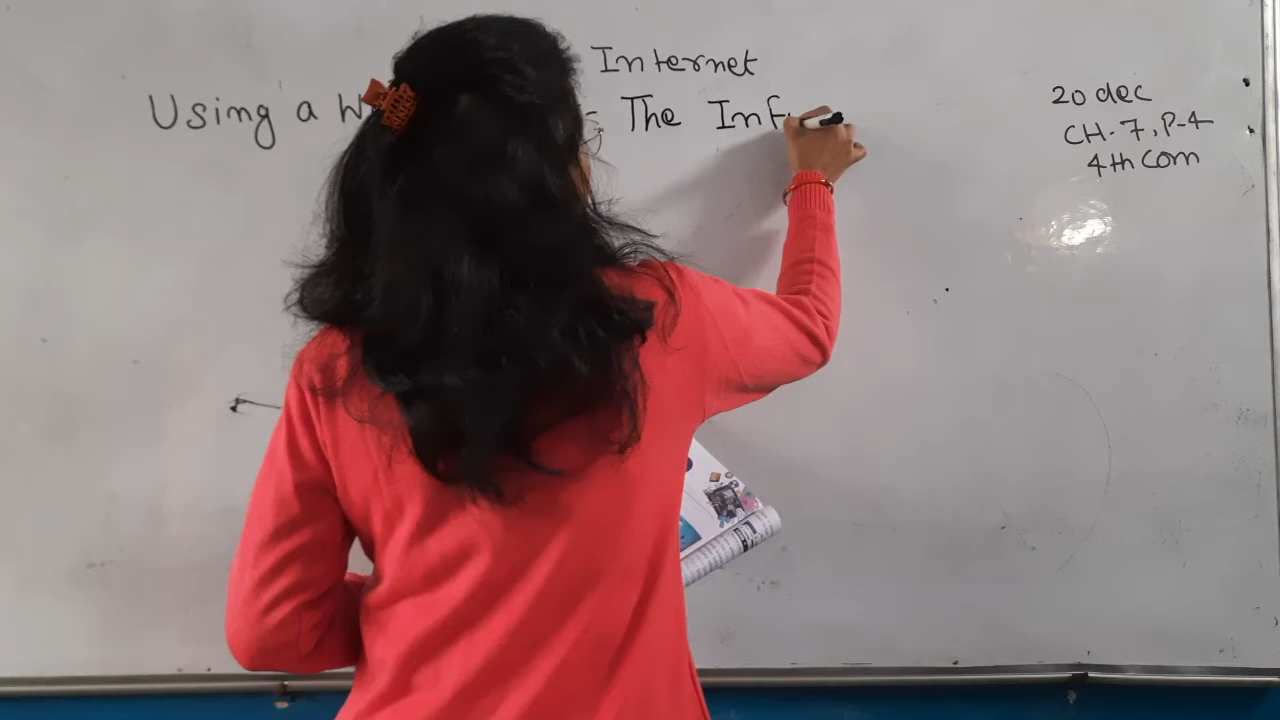 Internet
Using a The Inf
20 dec
CH-7, P-4
4th Com